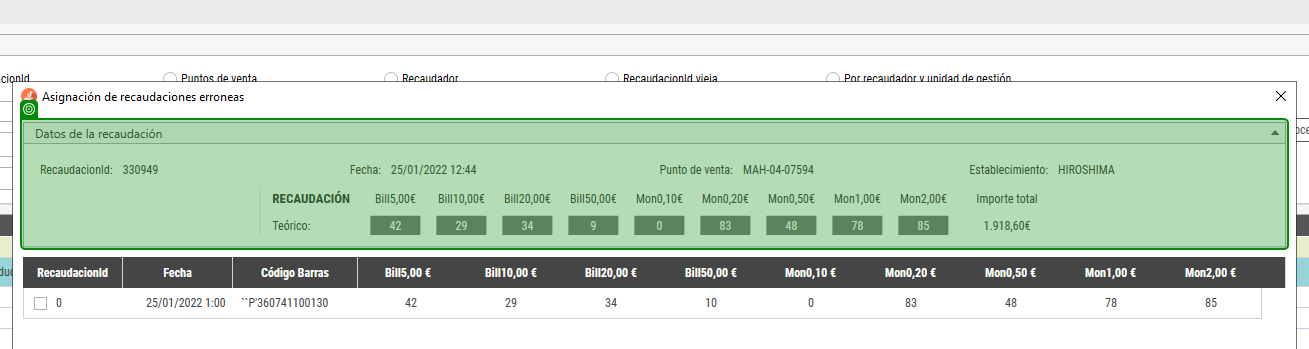 cionId Puntos de venta Recaudador RecaudacionId vieja Por recaudador y unidad de gestión
Asignación de recaudaciones erroneas
Datos de la recaudación
RecaudacionId: 330949 Fecha: 25/01/2022 12:44 Punto de venta: MAH-04-07594 Establecimiento: HIROSHIMA
RECAUDACIÓN Bill5,00€ Bill10,00€ Bill20,00€ Bill50,00€ Mon0,10€ Mon0,20€ Mon0,50€ Mon1,00€ Mon2,00€ Importe total
Teórico: 42 29 34 9 0 83 48 78 85 1.918,60€
RecaudacionId Fecha Código Barras Bill5,00 € Bill10,00 € Bill20,00 € Bill50,00 € Mon0,10 € Mon0,20 € Mon0,50 € Mon1,00 € Mon2,00 €
0 25/01/2022 1:00 ``P'360741100130 42 29 34 10 0 83 48 78 85